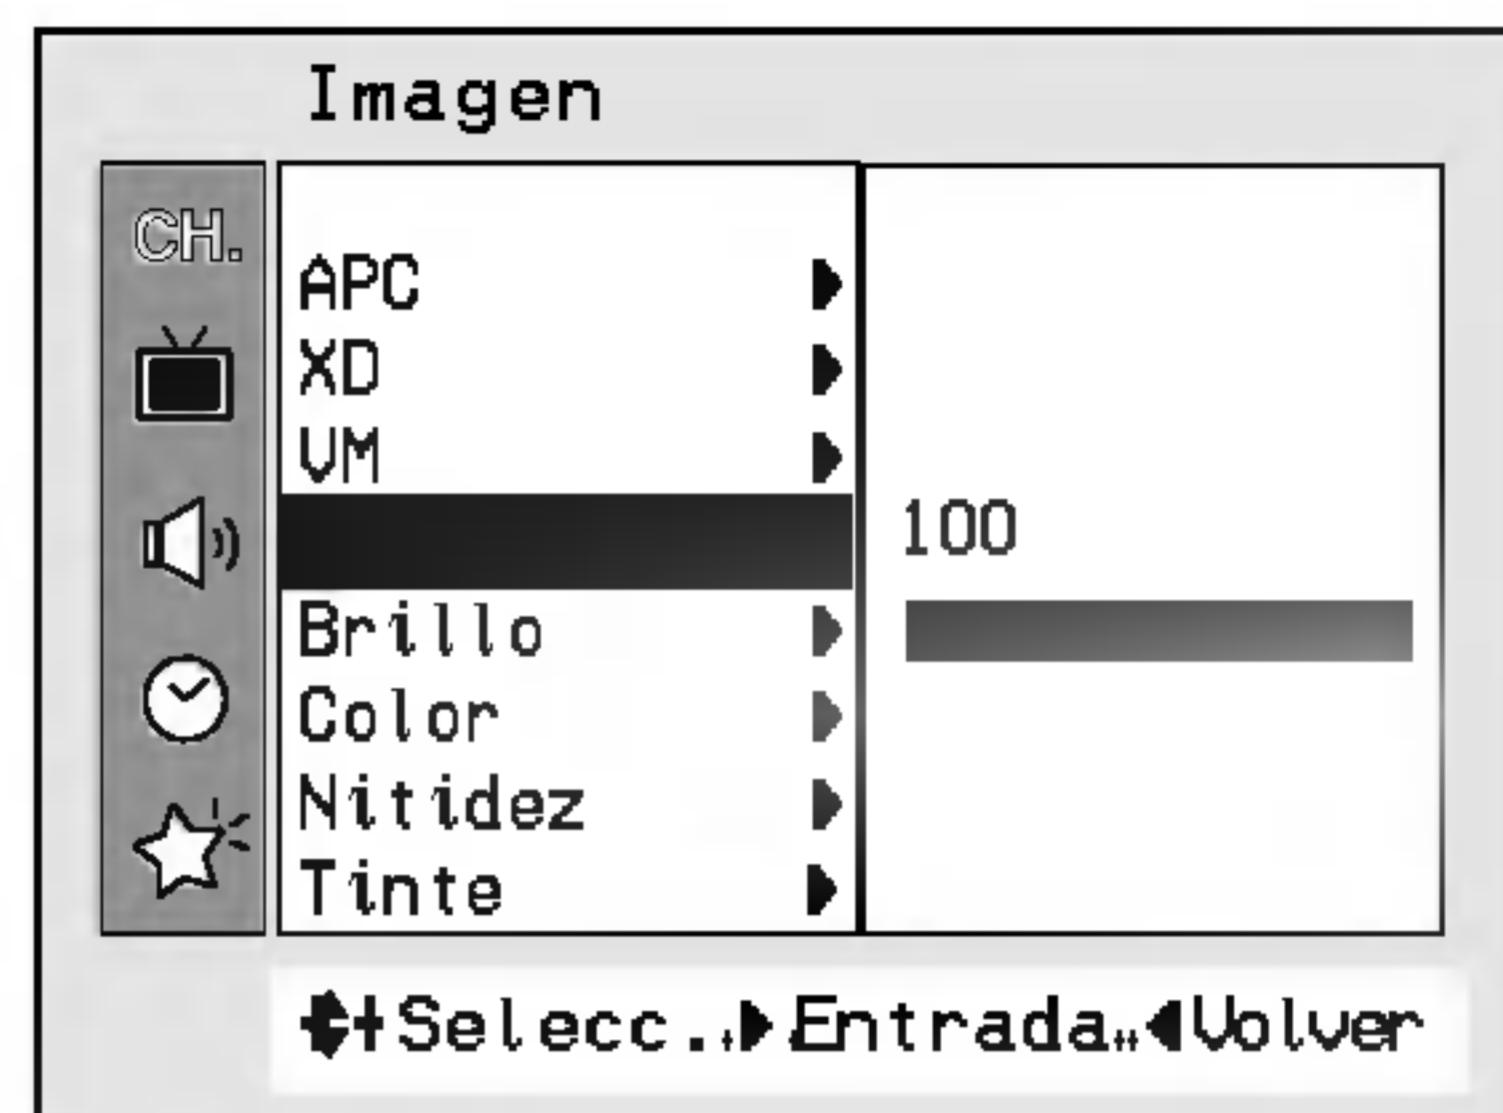 Imagen
CH.
APC
XD
VM
100
Brillo
Color
Nitidez
Tinte
Selecc. Entrada Volver